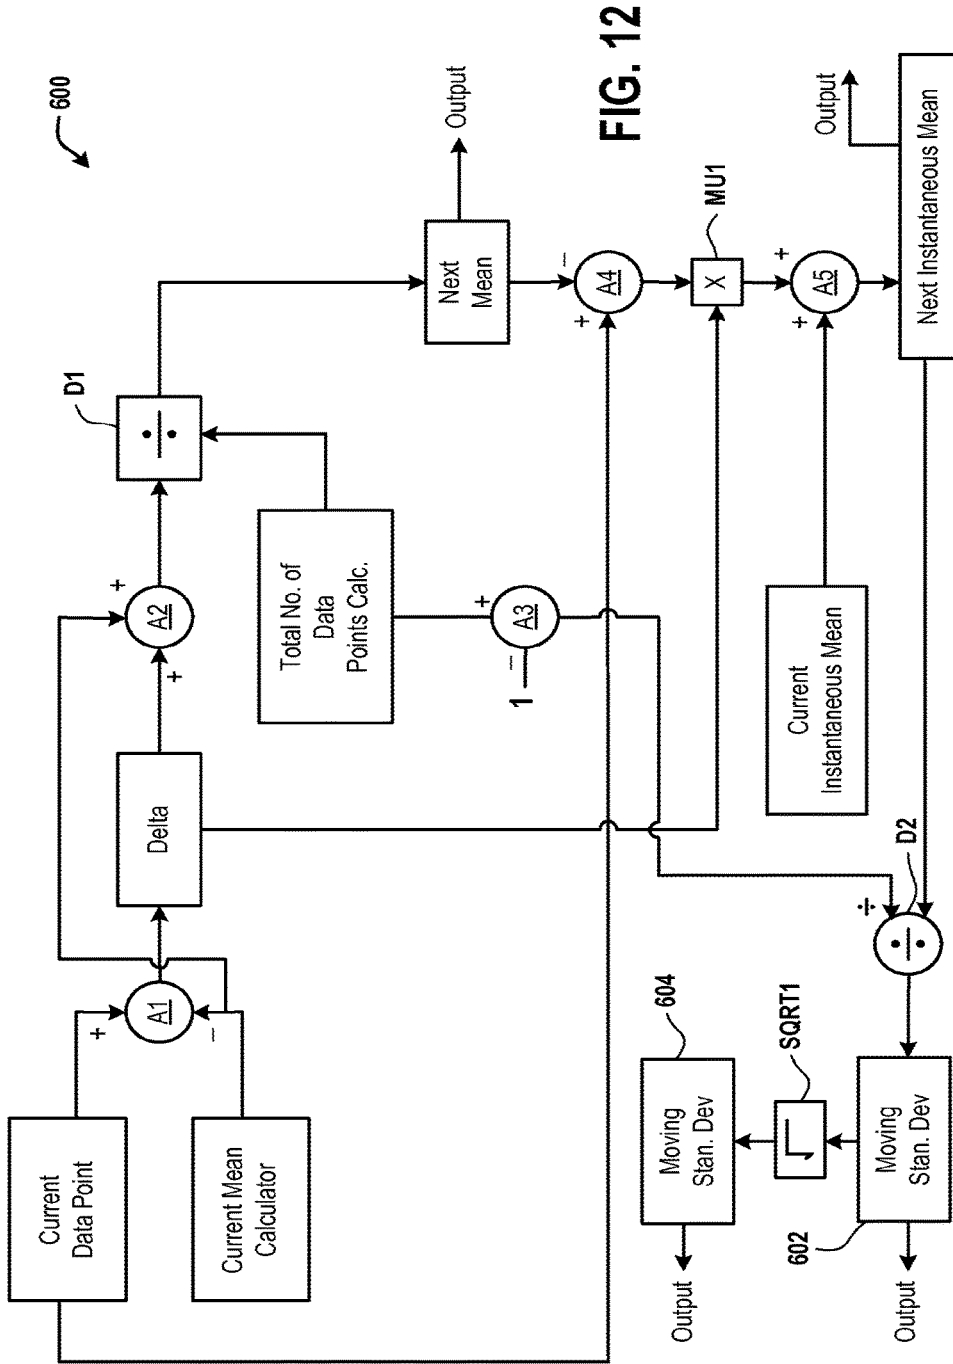 600
FIG. 12
Current
Data Point
Current Mean
Calculator
+
−
A1
Delta
+
+
A2
D1
Total No. of
Data
Points Calc.
1
−
+
A3
Next
Mean
Output
+
−
A4
X
MU1
Current
Instantaneous Mean
+
+
A5
Next Instantaneous Mean
Output
÷
D2
Moving
Stan. Dev
602
Output
SQRT1
√
Moving
Stan. Dev
604
Output